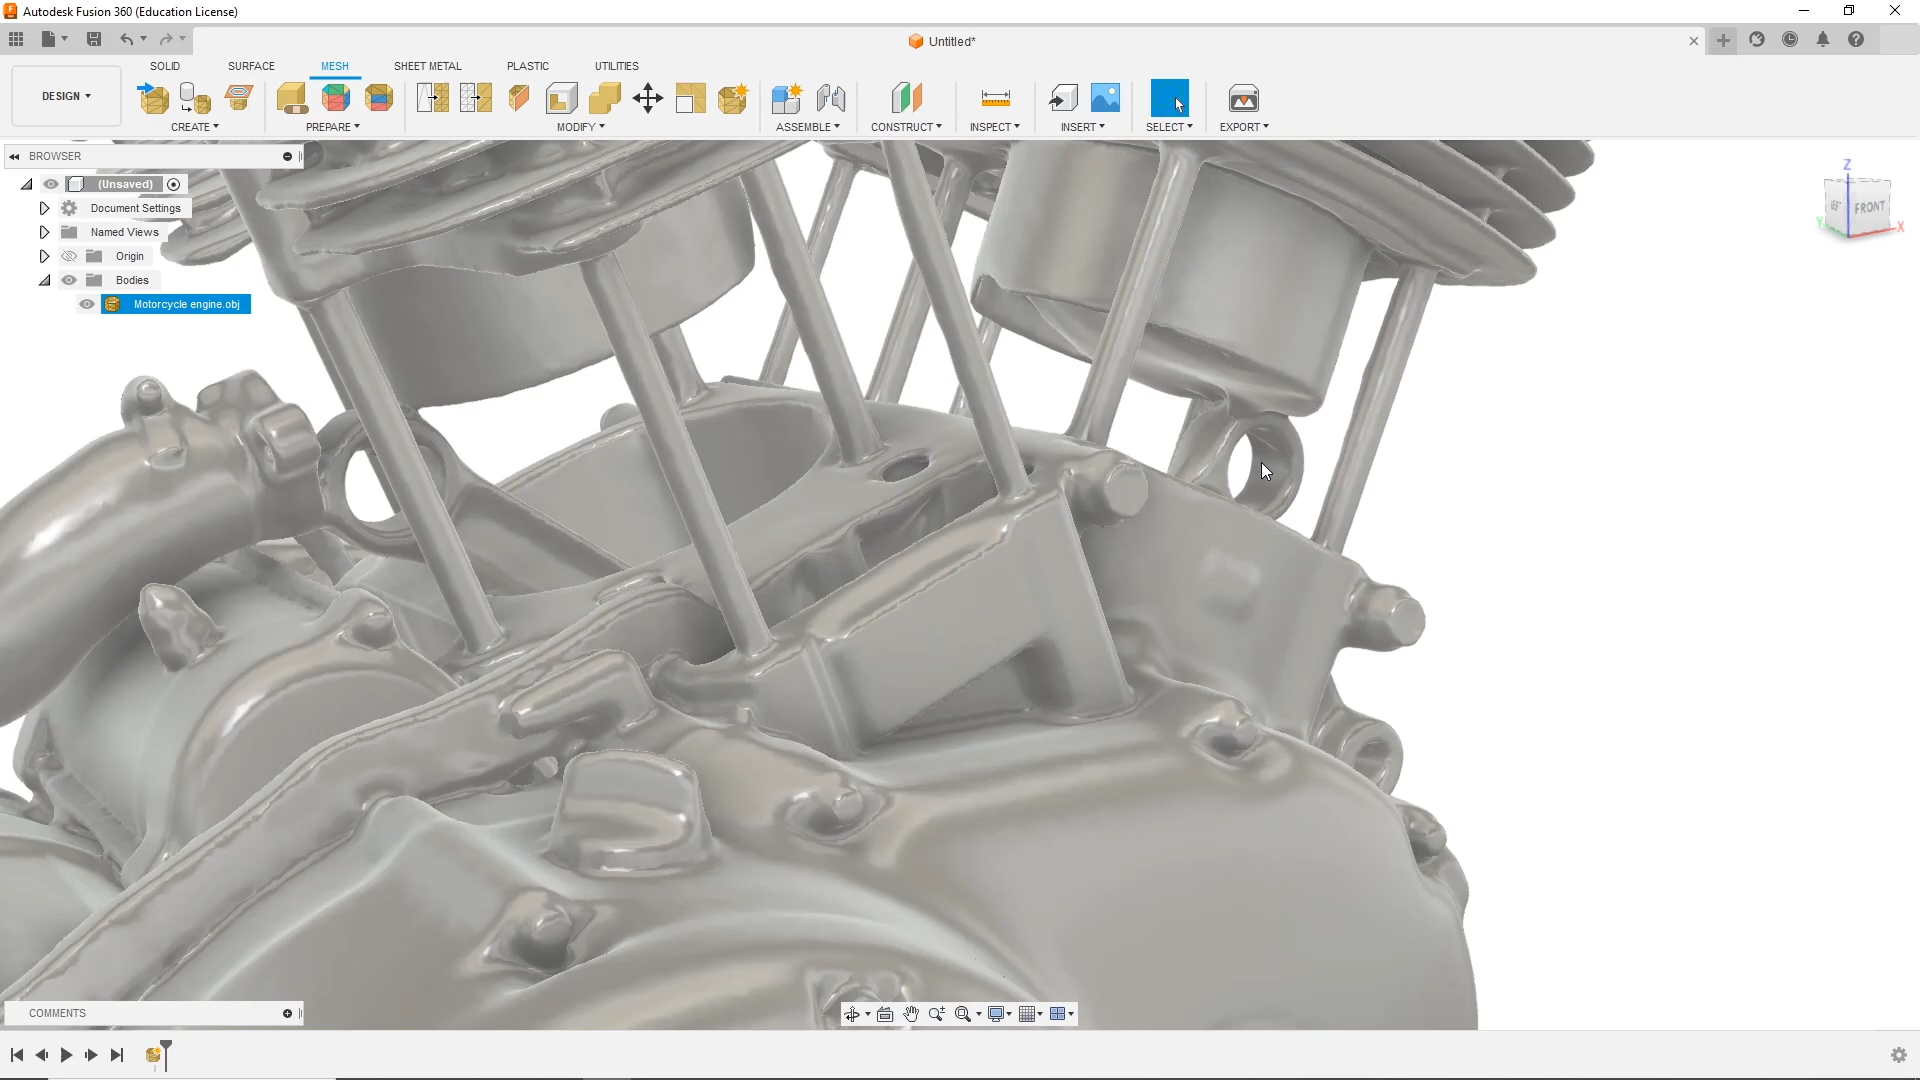 Autodesk Fusion 360 (Education License)
Untitled*
DESIGN
SOLID SURFACE MESH SHEET METAL PLASTIC UTILITIES
CREATE PREPARE MODIFY ASSEMBLE CONSTRUCT INSPECT INSERT SELECT EXPORT
BROWSER
(Unsaved)
Document Settings
Named Views
Origin
Bodies
Motorcycle engine.obj
Z
LEFT FRONT
Y X
COMMENTS